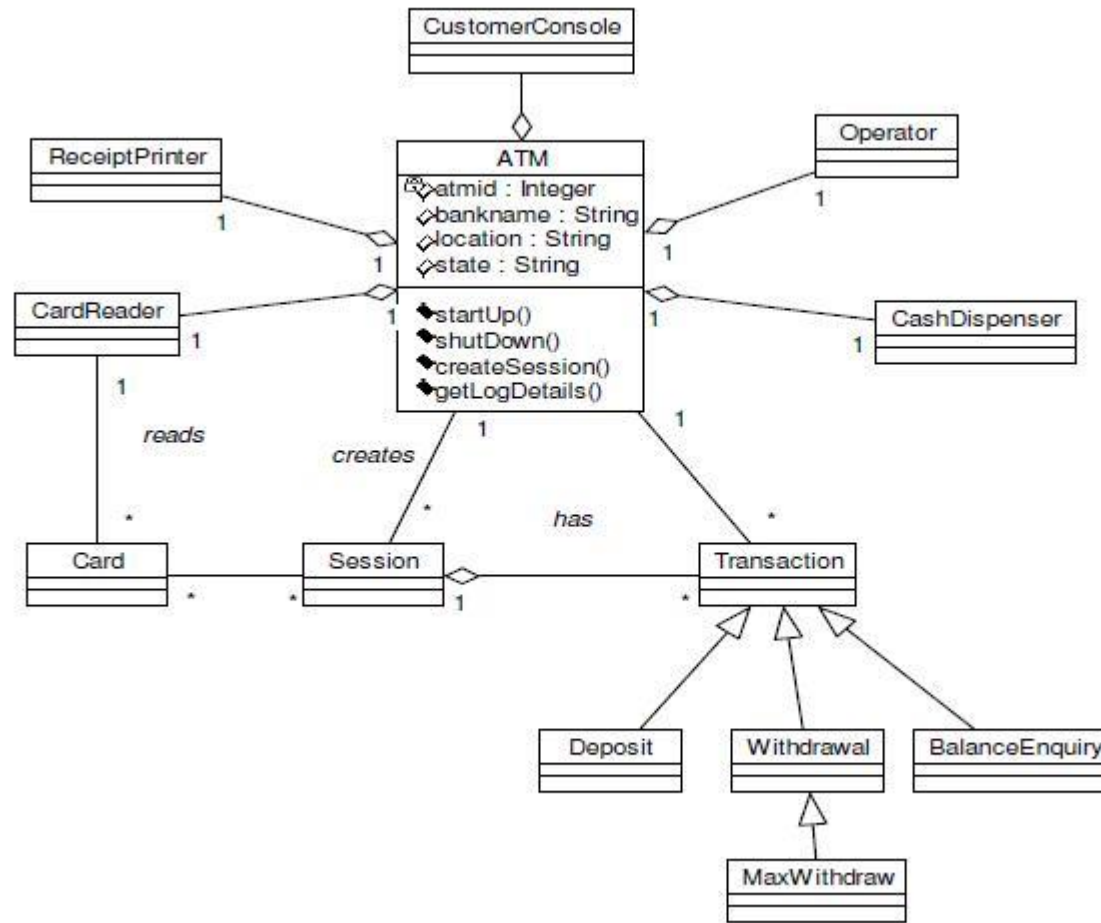 CustomerConsole
ReceiptPrinter
Operator
ATM
atmid : Integer
bankname : String
location : String
state : String
startUp()
shutDown()
createSession()
getLogDetails()
1
1
1
1
CardReader
1
1
CashDispenser
1
1
1
reads
creates
1
1
*
*
has
*
Card
Session
Transaction
*
*
1
*
Deposit
Withdrawal
BalanceEnquiry
MaxWithdraw